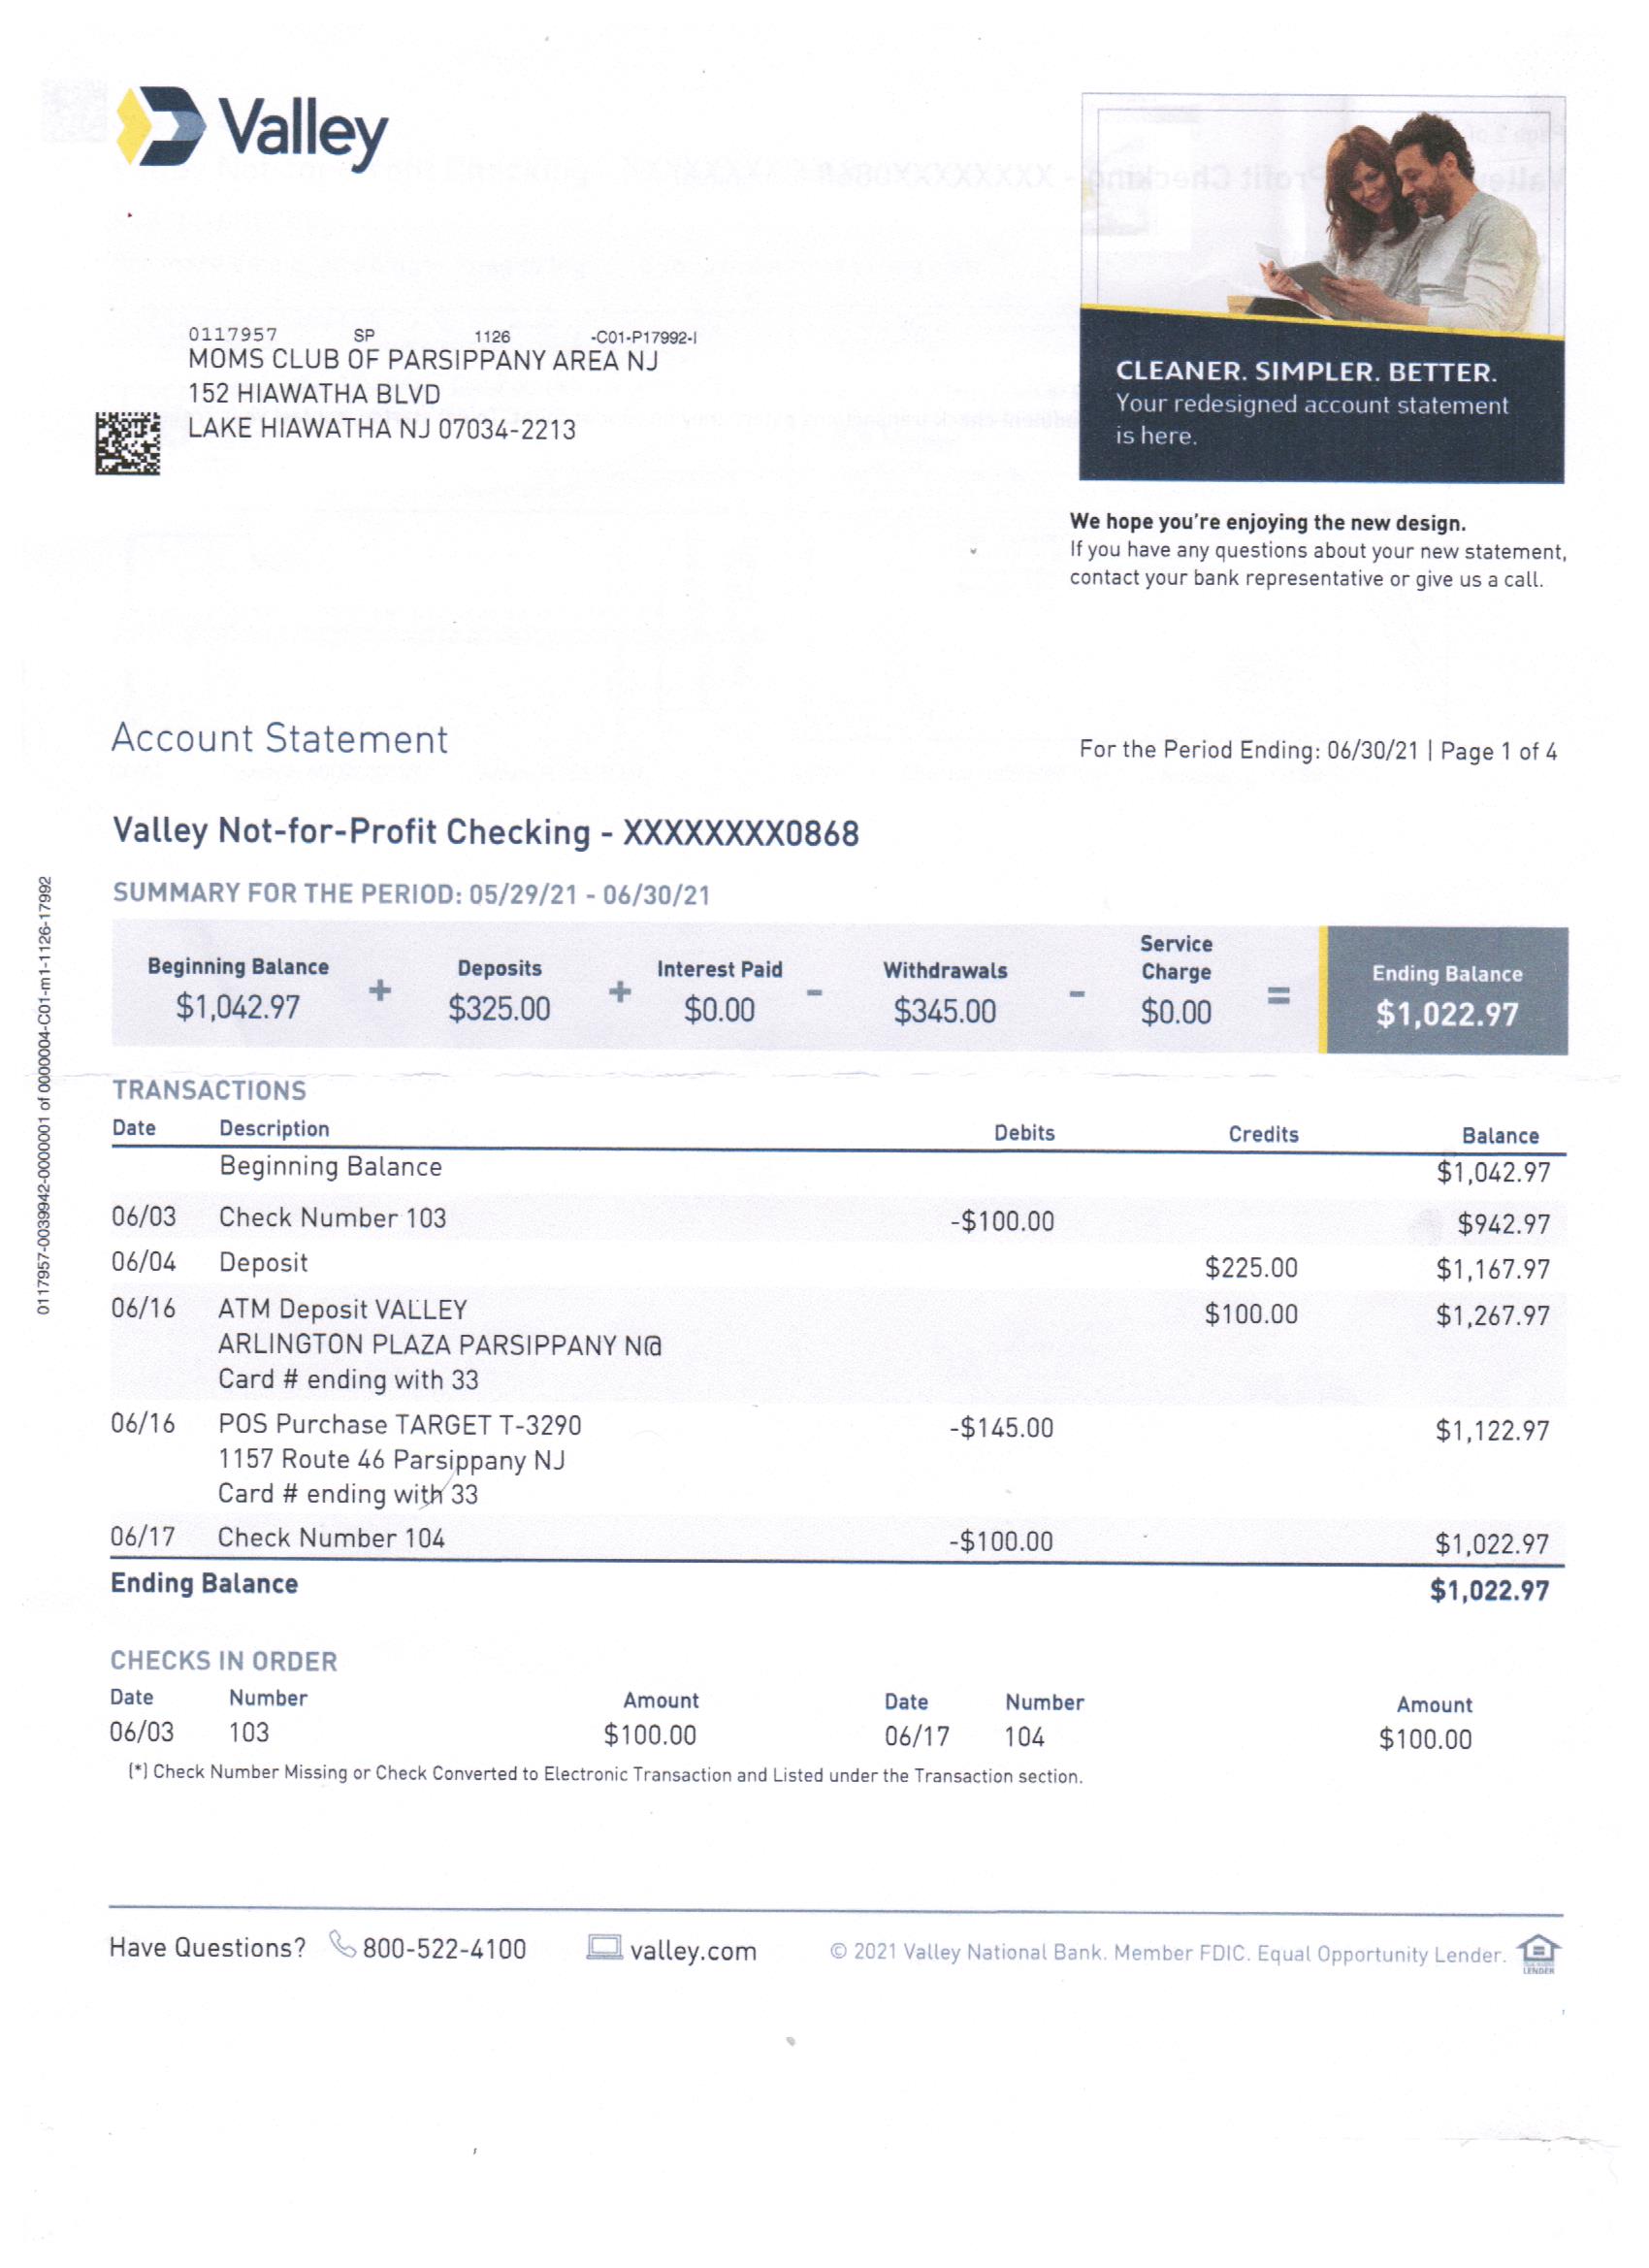 Valley
0117957 SP 1126 -C01-P17992-I
MOMS CLUB OF PARSIPPANY AREA NJ
152 HIAWATHA BLVD
LAKE HIAWATHA NJ 07034-2213
CLEANER. SIMPLER. BETTER.
Your redesigned account statement
is here.
We hope you're enjoying the new design.
If you have any questions about your new statement,
contact your bank representative or give us a call.
Account Statement
For the Period Ending: 06/30/21 | Page 1 of 4
Valley Not-for-Profit Checking - XXXXXXXX0868
SUMMARY FOR THE PERIOD: 05/29/21 - 06/30/21
Beginning Balance + Deposits + Interest Paid - Withdrawals - Service Charge = Ending Balance
$1,042.97 $325.00 $0.00 $345.00 $0.00 $1,022.97
TRANSACTIONS
Date Description Debits Credits Balance
Beginning Balance $1,042.97
06/03 Check Number 103 -$100.00 $942.97
06/04 Deposit $225.00 $1,167.97
06/16 ATM Deposit VALLEY $100.00 $1,267.97
ARLINGTON PLAZA PARSIPPANY N@
Card # ending with 33
06/16 POS Purchase TARGET T-3290 -$145.00 $1,122.97
1157 Route 46 Parsippany NJ
Card # ending with 33
06/17 Check Number 104 -$100.00 $1,022.97
Ending Balance $1,022.97
CHECKS IN ORDER
Date Number Amount Date Number Amount
06/03 103 $100.00 06/17 104 $100.00
(*) Check Number Missing or Check Converted to Electronic Transaction and Listed under the Transaction section.
Have Questions? 800-522-4100 valley.com © 2021 Valley National Bank. Member FDIC. Equal Opportunity Lender.
LENDER
0117957-0039942-0000001 of 0000004-C01-m1-1126-17992